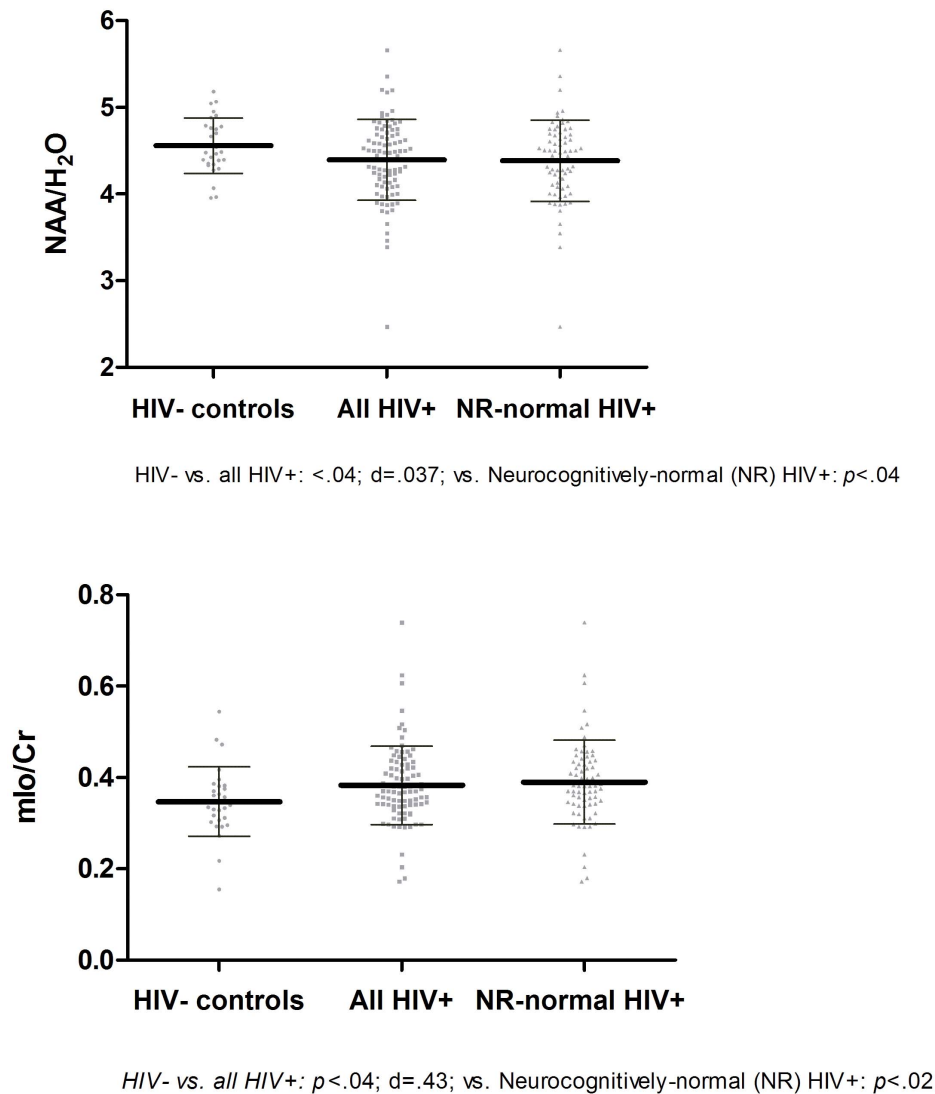 6
5
4
3
2
NAA/H₂O
HIV- controls All HIV+ NR-normal HIV+
HIV- vs. all HIV+: <.04; d=.037; vs. Neurocognitively-normal (NR) HIV+: p<.04
0.8
0.6
0.4
0.2
0.0
mIo/Cr
HIV- controls All HIV+ NR-normal HIV+
HIV- vs. all HIV+: p<.04; d=.43; vs. Neurocognitively-normal (NR) HIV+: p<.02